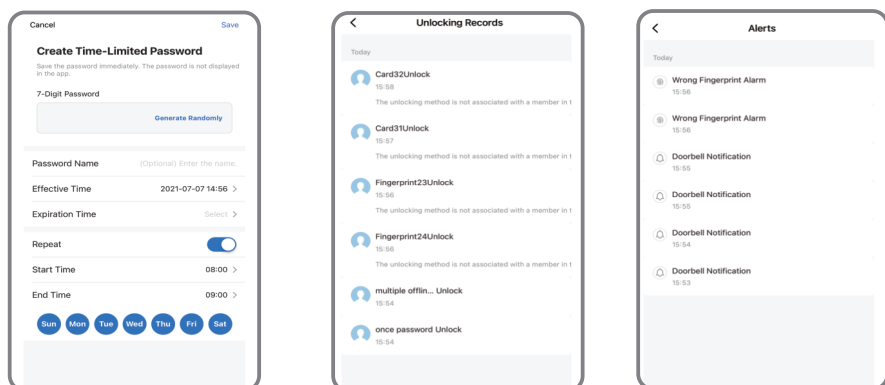 Cancel Save
Create Time-Limited Password
Save the password immediately. The password is not displayed
in the app.
7-Digit Password
Generate Randomly
Password Name (Optional) Enter the name.
Effective Time 2021-07-07 14:56 >
Expiration Time Select >
Repeat
Start Time 08:00 >
End Time 09:00 >
Sun Mon Tue Wed Thu Fri Sat
Unlocking Records
Today
Card32Unlock
15:58
The unlocking method is not associated with a member in t
Card31Unlock
15:57
The unlocking method is not associated with a member in t
Fingerprint23Unlock
15:56
The unlocking method is not associated with a member in t
Fingerprint24Unlock
15:56
The unlocking method is not associated with a member in t
multiple offlin... Unlock
15:54
once password Unlock
15:54
Alerts
Today
Wrong Fingerprint Alarm
15:56
Wrong Fingerprint Alarm
15:56
Doorbell Notification
15:55
Doorbell Notification
15:55
Doorbell Notification
15:54
Doorbell Notification
15:53